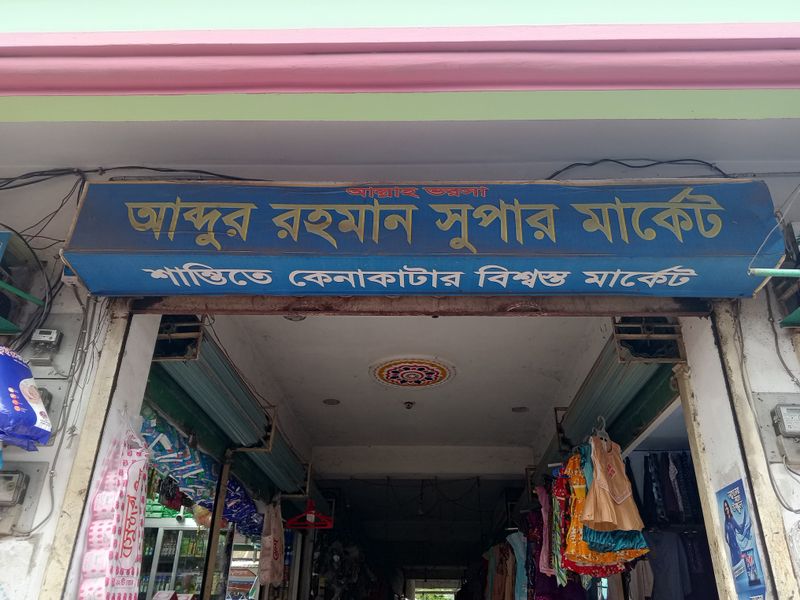 আল্লাহ ভরসা
আব্দুর রহমান সুপার মার্কেট
শান্তিতে কেনাকাটার বিশ্বস্ত মার্কেট